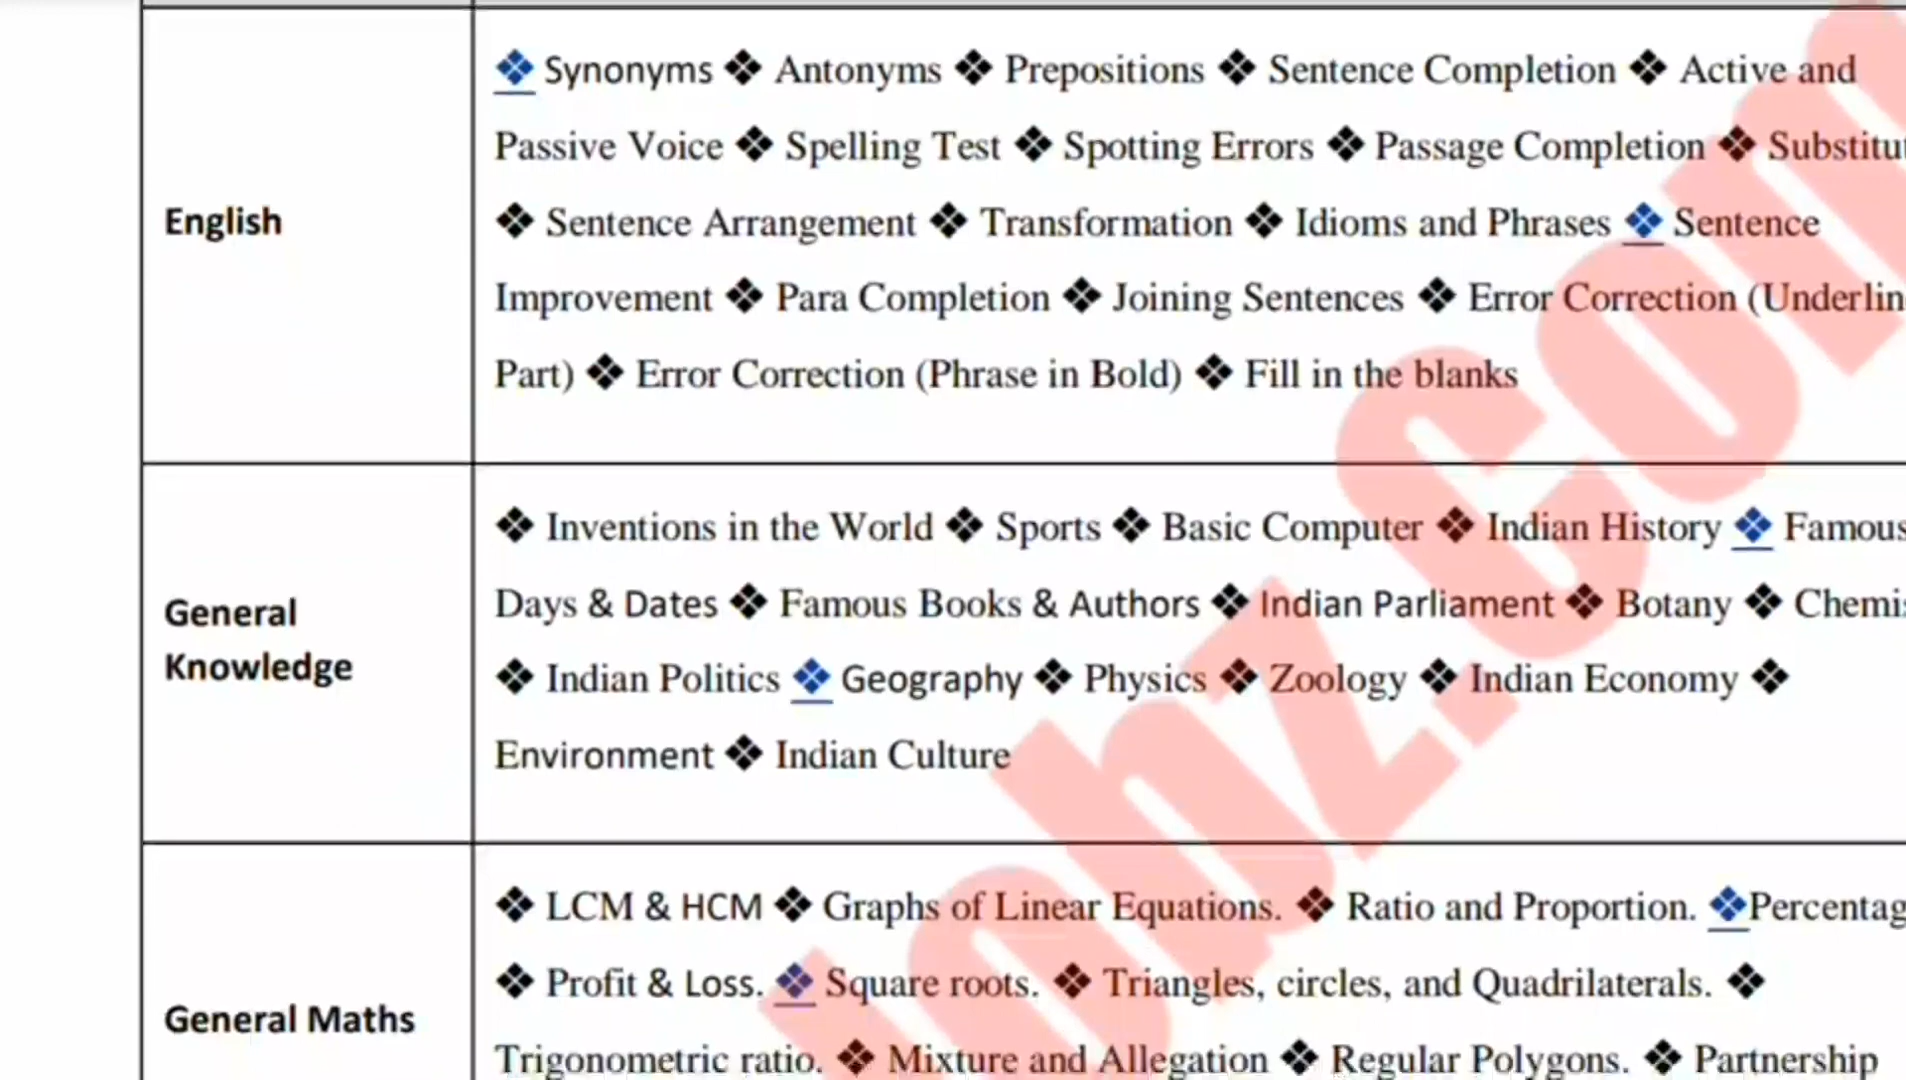 English
❖ Synonyms ❖ Antonyms ❖ Prepositions ❖ Sentence Completion ❖ Active and
Passive Voice ❖ Spelling Test ❖ Spotting Errors ❖ Passage Completion ❖
❖ Sentence Arrangement ❖ Transformation ❖ Idioms and Phrases ❖ Sentence
Improvement ❖ Para Completion ❖ Joining Sentences ❖ Error Correction (
Part) ❖ Error Correction (Phrase in Bold) ❖ Fill in the blanks
General
Knowledge
❖ Inventions in the World ❖ Sports ❖ Basic Computer ❖ Indian History ❖ Famous
Days & Dates ❖ Famous Books & Authors ❖ Indian Parliament ❖ Botany ❖
❖ Indian Politics ❖ Geography ❖ Physics ❖ Zoology ❖ Indian Economy ❖
Environment ❖ Indian Culture
General Maths
❖ LCM & HCM ❖ Graphs of Linear Equations. ❖ Ratio and Proportion. ❖
❖ Profit & Loss. ❖ Square roots. ❖ Triangles, circles, and Quadrilaterals. ❖
Trigonometric ratio. ❖ Mixture and Allegation ❖ Regular Polygons. ❖ Partnership